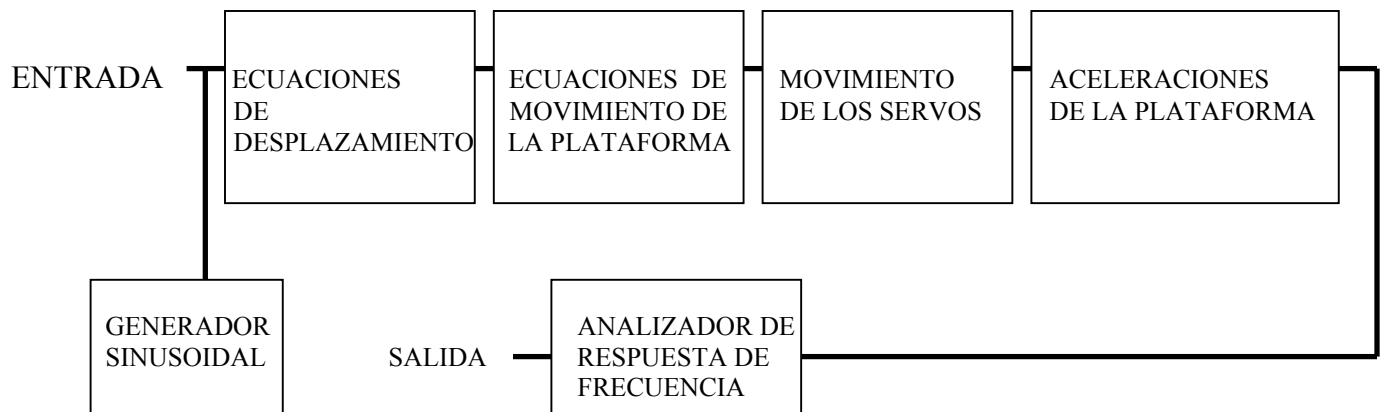 ENTRADA
ECUACIONES
DE
DESPLAZAMIENTO
ECUACIONES DE
MOVIMIENTO DE
LA PLATAFORMA
MOVIMIENTO
DE LOS SERVOS
ACELERACIONES
DE LA PLATAFORMA
GENERADOR
SINUSOIDAL
SALIDA
ANALIZADOR DE
RESPUESTA DE
FRECUENCIA